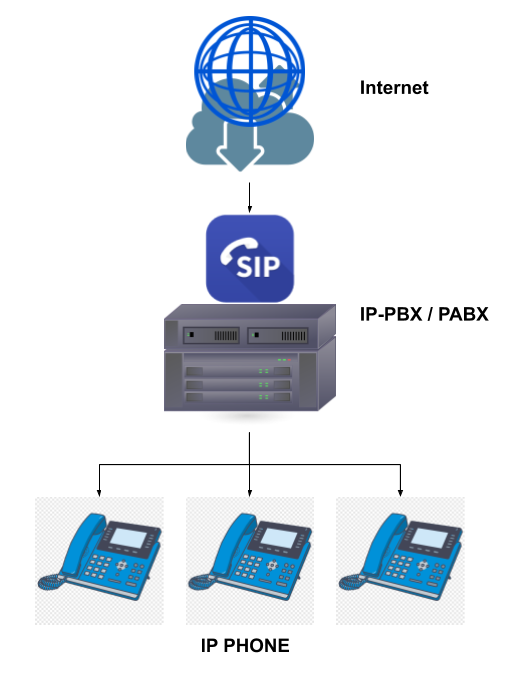 Internet
SIP
IP-PBX / PABX
IP PHONE